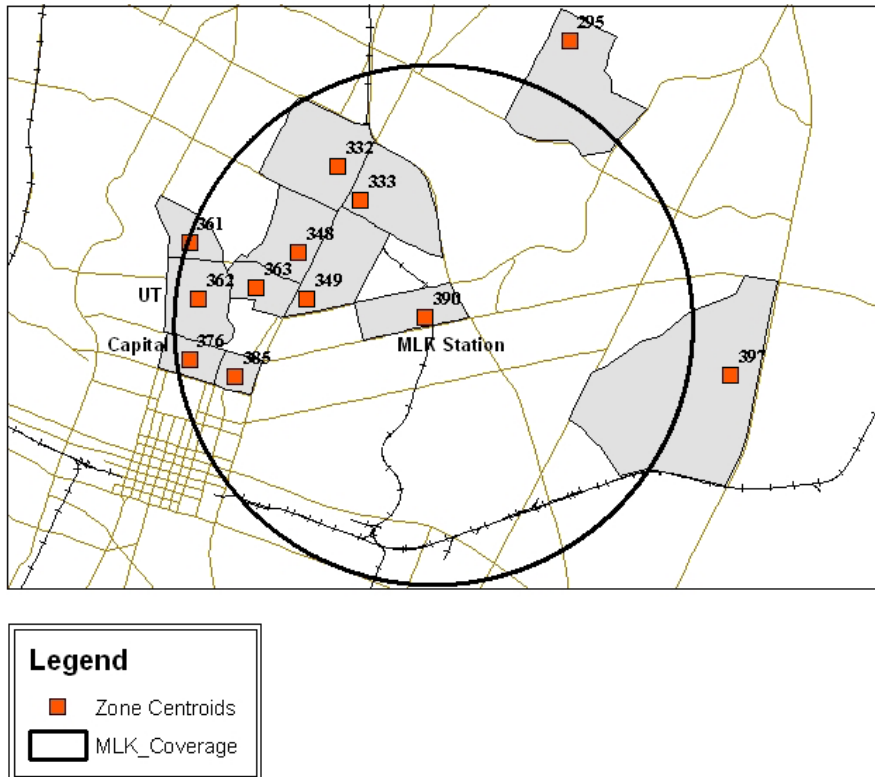 295
332
333
361
348
363
362
349
UT
390
Capital
376
MLK Station
385
397
Legend
Zone Centroids
MLK_Coverage